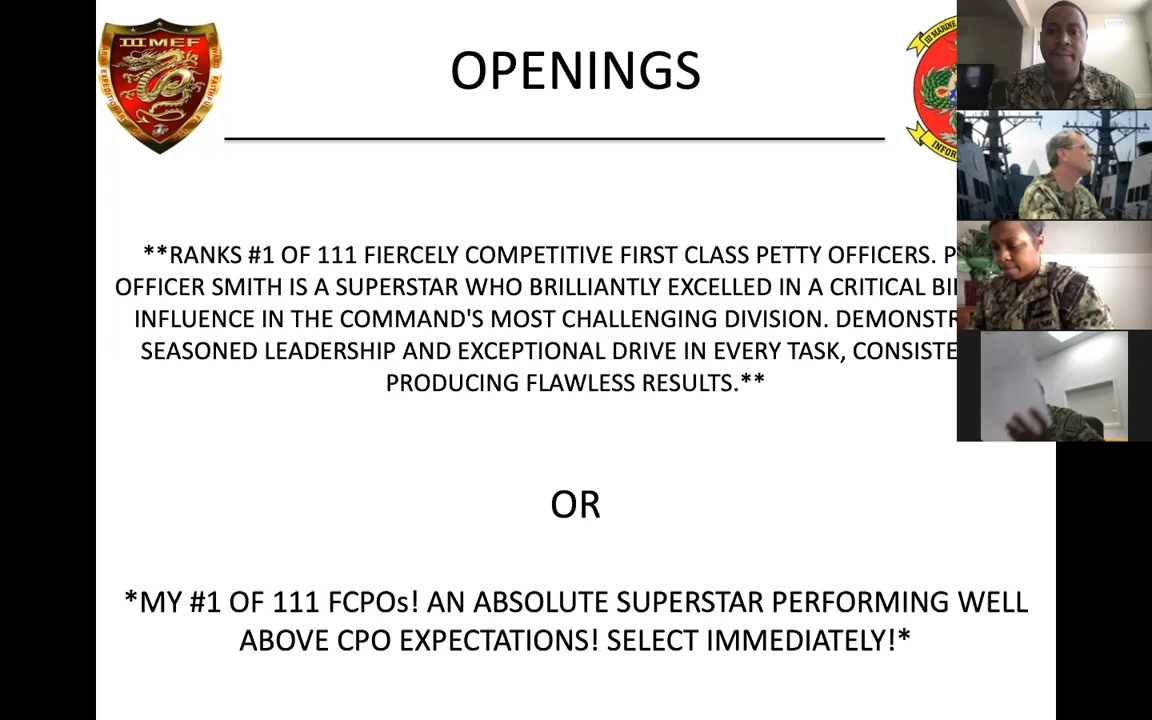 III MEF
OPENINGS
**RANKS #1 OF 111 FIERCELY COMPETITIVE FIRST CLASS PETTY OFFICERS.
OFFICER SMITH IS A SUPERSTAR WHO BRILLIANTLY EXCELLED IN A CRITICAL
INFLUENCE IN THE COMMAND'S MOST CHALLENGING DIVISION.
SEASONED LEADERSHIP AND EXCEPTIONAL DRIVE IN EVERY TASK,
PRODUCING FLAWLESS RESULTS.**
OR
*MY #1 OF 111 FCPOs! AN ABSOLUTE SUPERSTAR PERFORMING WELL
ABOVE CPO EXPECTATIONS! SELECT IMMEDIATELY!*